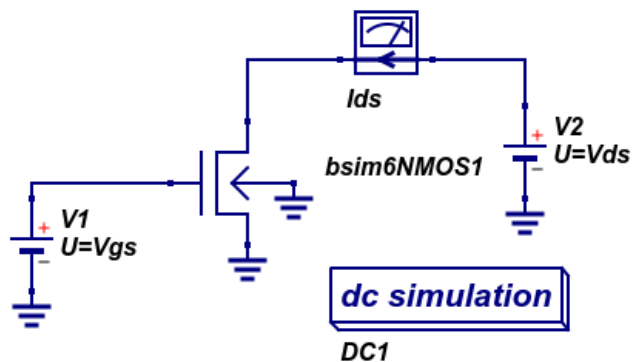 Ids
V2
U=Vds
bsim6NMOS1
V1
U=Vgs
dc simulation
DC1